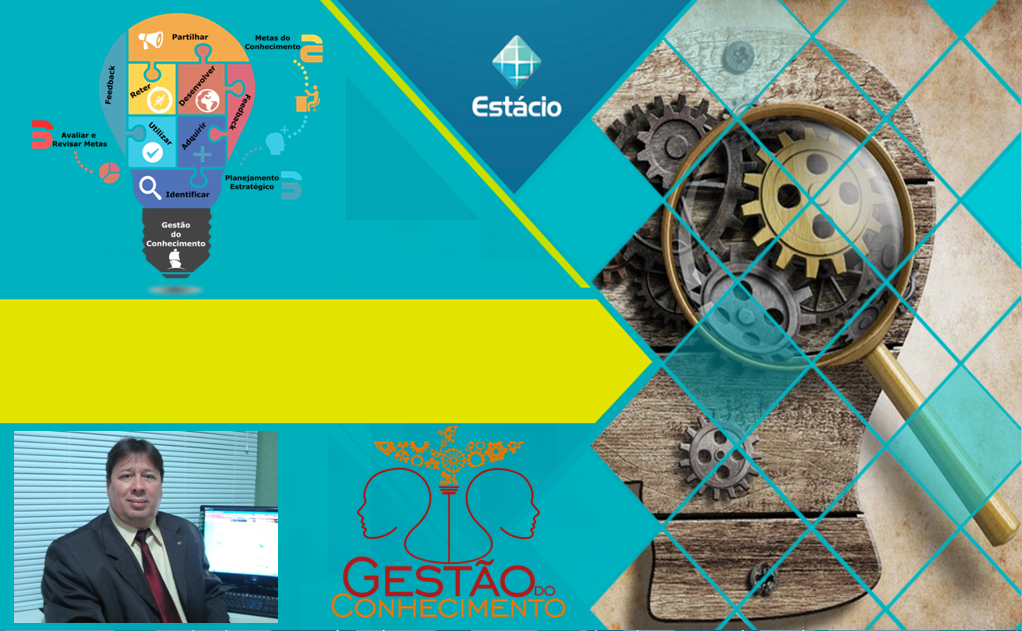 Partilhar
Metas do
Conhecimento
Feedback
Reter
Desenvolver
Feedback
Avaliar e
Revisar Metas
Utilizar
Adquirir
Planejamento
Estratégico
Identificar
Gestão
do
Conhecimento
Estácio
GESTÃO DO
CONHECIMENTO